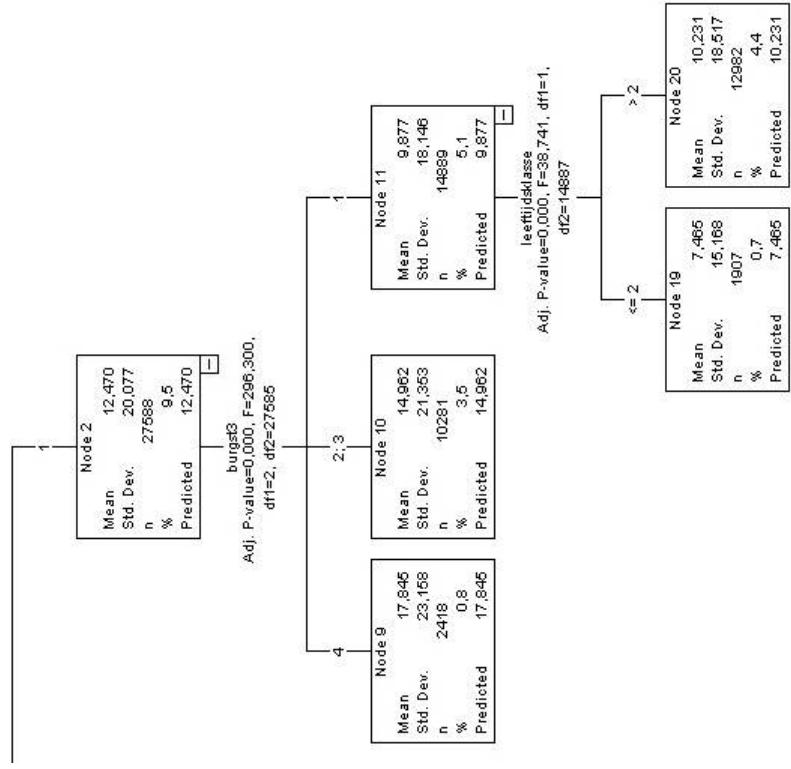 1
Node 2
Mean 12,470
Std. Dev. 20,077
n 27588
% 9,5
Predicted 12,470
burgst3
Adj. P-value=0,000, F=296,300,
df1=2, df2=27585
4
2; 3
1
Node 9
Mean 17,845
Std. Dev. 23,158
n 2418
% 0,8
Predicted 17,845
Node 10
Mean 14,962
Std. Dev. 21,353
n 10281
% 3,5
Predicted 14,962
Node 11
Mean 9,877
Std. Dev. 18,146
n 14889
% 5,1
Predicted 9,877
leeftijdsklasse
Adj. P-value=0,000, F=38,741, df1=1,
df2=14887
<= 2
> 2
Node 19
Mean 7,465
Std. Dev. 15,168
n 1907
% 0,7
Predicted 7,465
Node 20
Mean 10,231
Std. Dev. 18,517
n 12982
% 4,4
Predicted 10,231